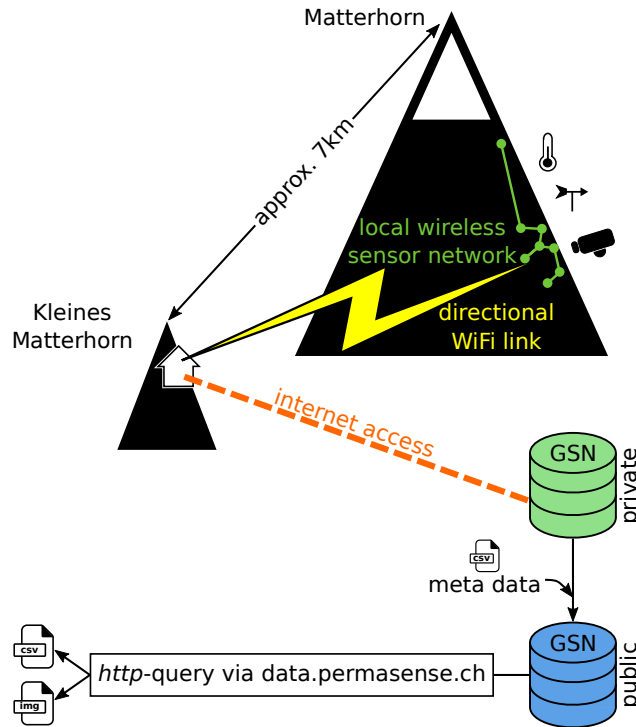 Matterhorn
approx. 7km
local wireless
sensor network
Kleines
Matterhorn
directional
WiFi link
internet access
GSN
private
csv
meta data
GSN
public
http-query via data.permasense.ch
csv
img